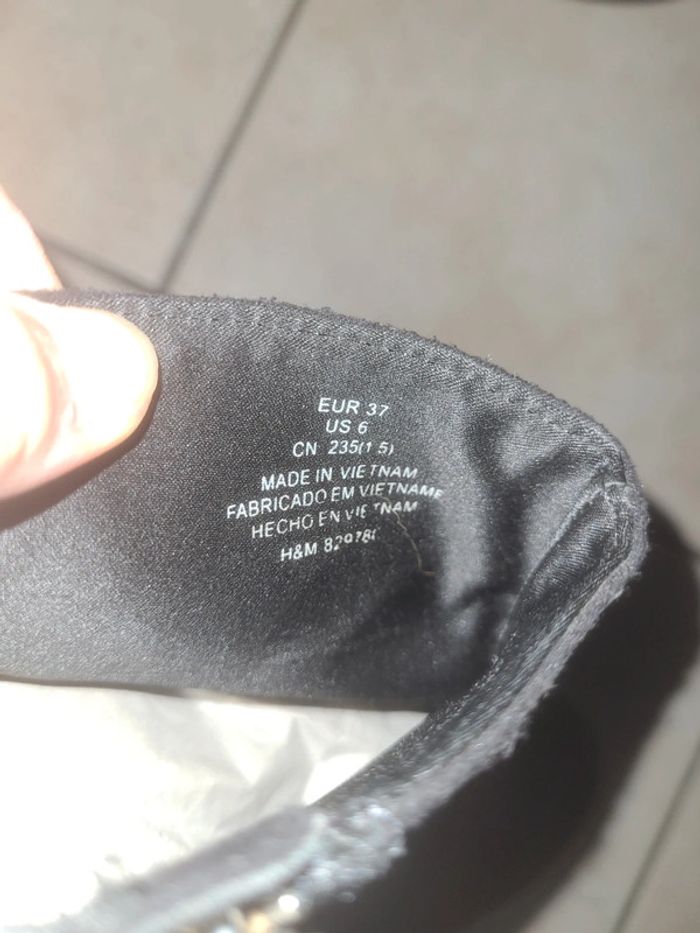 EUR 37
US 6
CN 235(1 5)
MADE IN VIETNAM
FABRICADO EM VIETNAME
HECHO EN VIETNAM
H&M